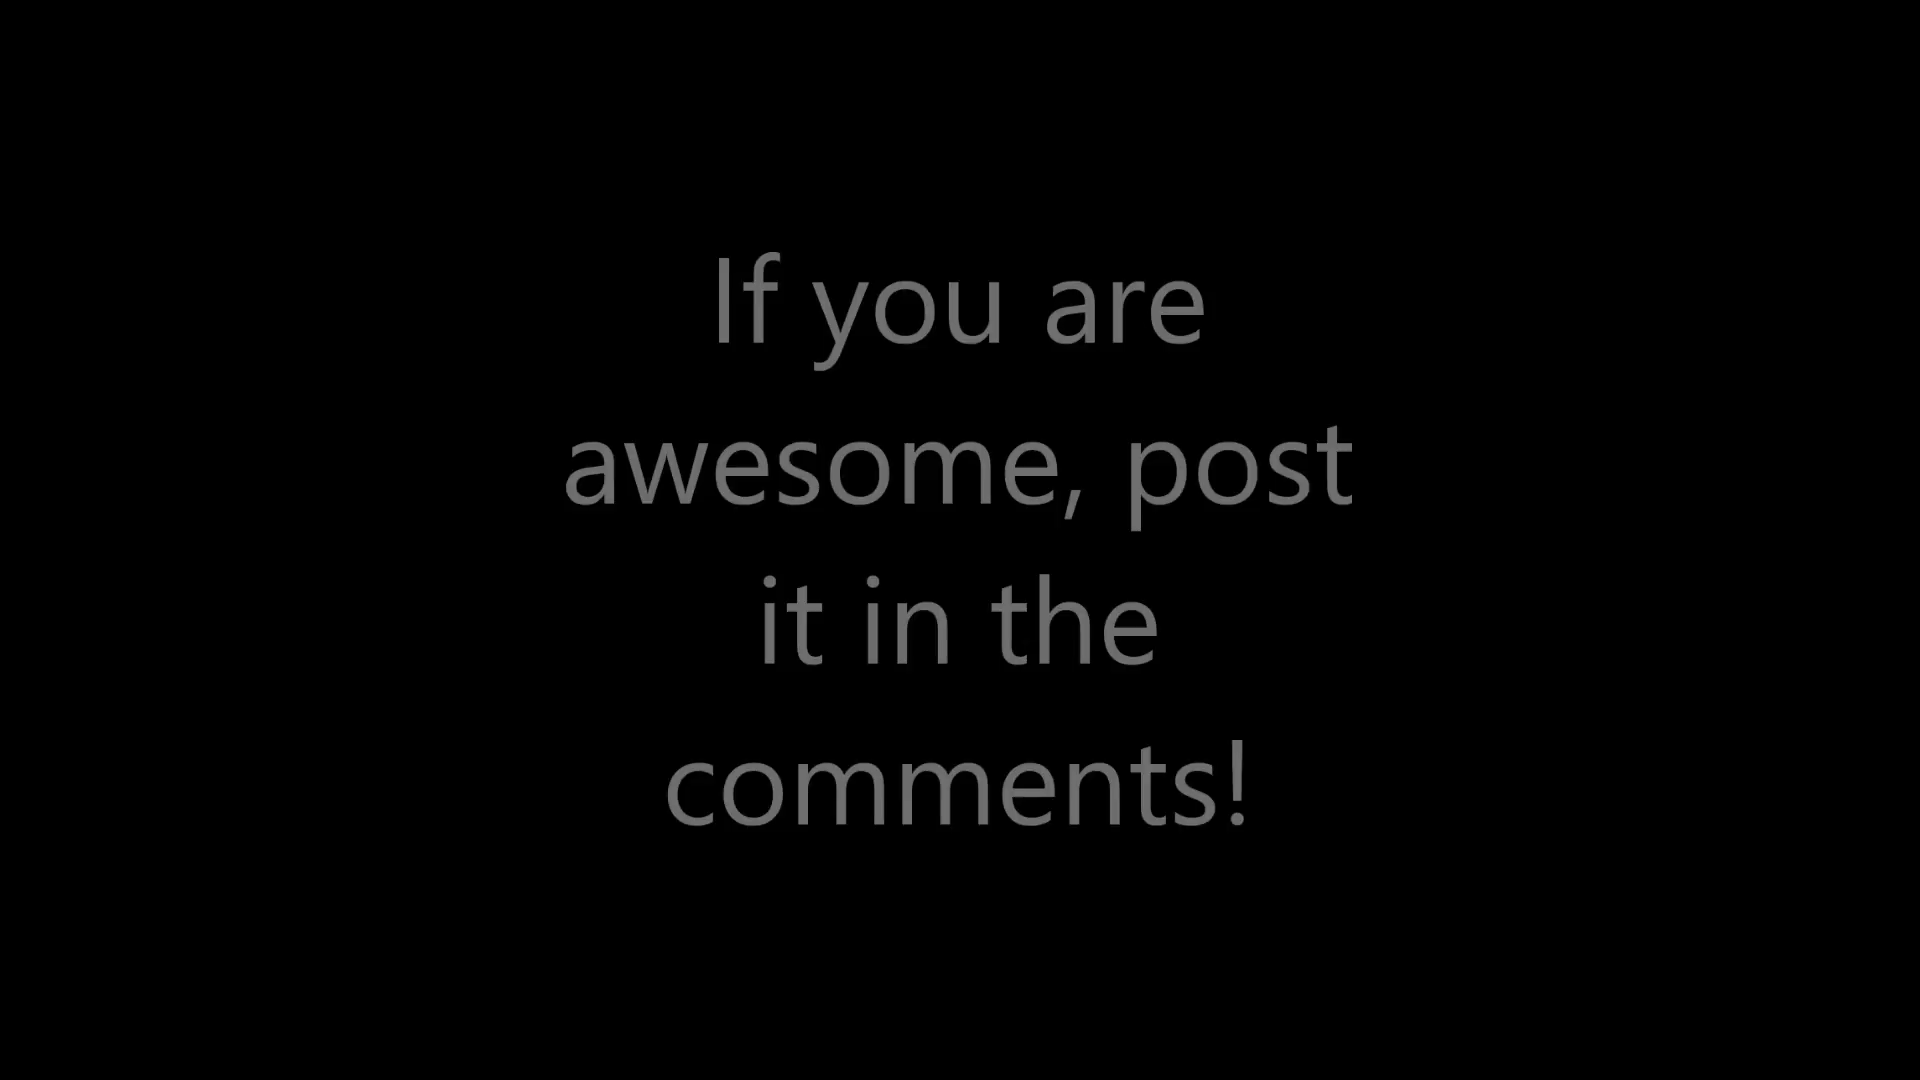 If you are
awesome, post
it in the
comments!